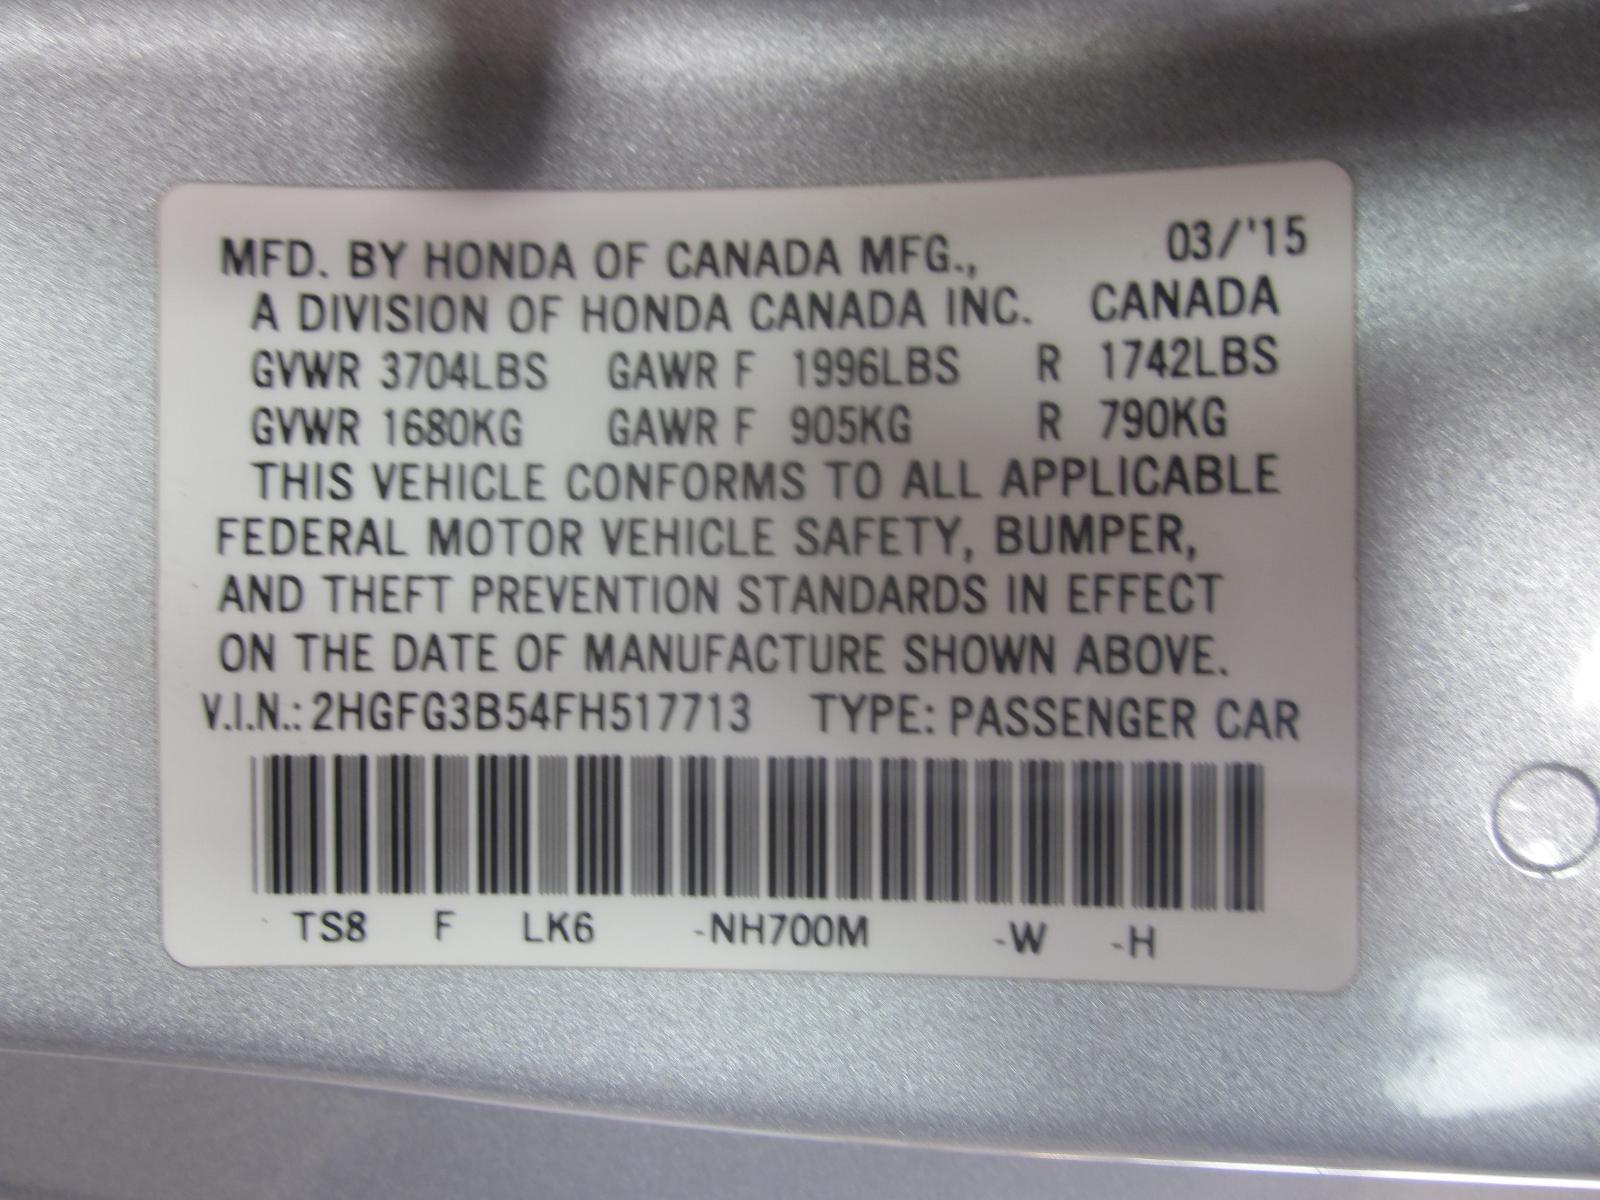 MFD. BY HONDA OF CANADA MFG., 03/'15
A DIVISION OF HONDA CANADA INC. CANADA
GVWR 3704LBS GAWR F 1996LBS R 1742LBS
GVWR 1680KG GAWR F 905KG R 790KG
THIS VEHICLE CONFORMS TO ALL APPLICABLE
FEDERAL MOTOR VEHICLE SAFETY, BUMPER,
AND THEFT PREVENTION STANDARDS IN EFFECT
ON THE DATE OF MANUFACTURE SHOWN ABOVE.
V.I.N.: 2HGFG3B54FH517713 TYPE: PASSENGER CAR
TS8 F LK6 -NH700M -W -H